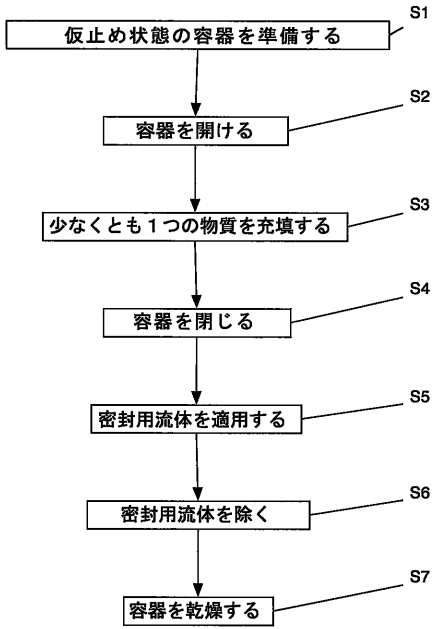 S1
仮止め状態の容器を準備する
S2
容器を開ける
S3
少なくとも1つの物質を充填する
S4
容器を閉じる
S5
密封用流体を適用する
S6
密封用流体を除く
S7
容器を乾燥する